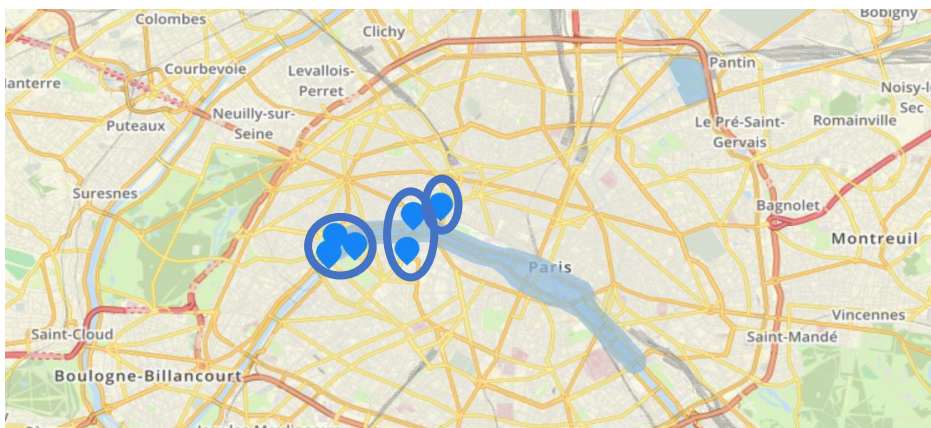 Colombes
Bobigny
Clichy
Courbevoie
Levallois-
Perret
Pantin
Noisy-l
Sec
Neuilly-sur-
Seine
Puteaux
Le Pré-Saint-
Gervais
Romainville
Suresnes
Bagnolet
Montreuil
Paris
Vincennes
Saint-Cloud
Saint-Mandé
Boulogne-Billancourt